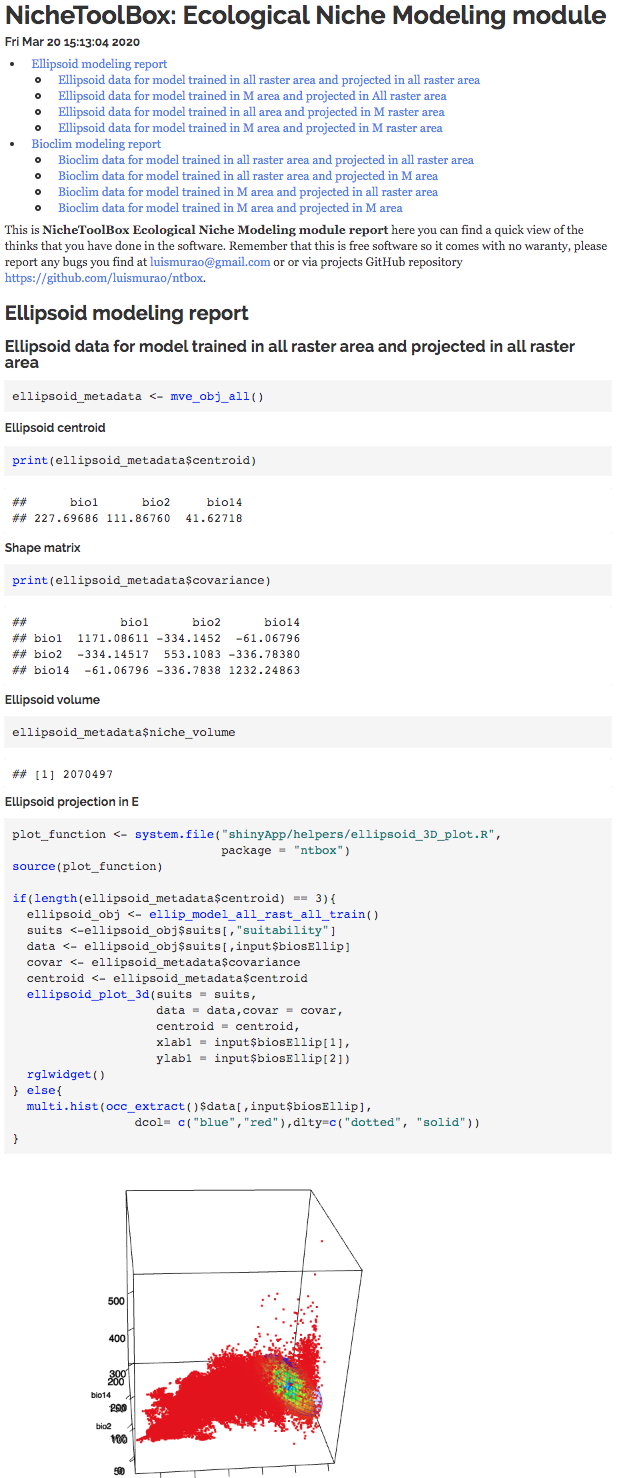 NicheToolBox: Ecological Niche Modeling module
Fri Mar 20 15:13:04 2020
• Ellipsoid modeling report
Ellipsoid data for model trained in all raster area and projected in all raster area
Ellipsoid data for model trained in M area and projected in All raster area
Ellipsoid data for model trained in all area and projected in M raster area
Ellipsoid data for model trained in M area and projected in M raster area
• Bioclim modeling report
Bioclim data for model trained in all raster area and projected in all raster area
Bioclim data for model trained in all raster area and projected in M area
Bioclim data for model trained in M area and projected in all raster area
Bioclim data for model trained in M area and projected in M area
This is NicheToolBox Ecological Niche Modeling module report here you can find a quick view of the
thinks that you have done in the software. Remember that this is free software so it comes with no waranty, please
report any bugs you find at luismurao@gmail.com or or via projects GitHub repository
https://github.com/luismurao/ntbox.
Ellipsoid modeling report
Ellipsoid data for model trained in all raster area and projected in all raster
area
ellipsoid_metadata <- mve_obj_all()
Ellipsoid centroid
print(ellipsoid_metadata$centroid)
##      bio1      bio2     bio14
## 227.69686 111.86760  41.62718
Shape matrix
print(ellipsoid_metadata$covariance)
##             bio1      bio2      bio14
## bio1  1171.08611 -334.1452  -61.06796
## bio2  -334.14517  553.1083 -336.78380
## bio14  -61.06796 -336.7838 1232.24863
Ellipsoid volume
ellipsoid_metadata$niche_volume
## [1] 2070497
Ellipsoid projection in E
plot_function <- system.file("shinyApp/helpers/ellipsoid_3D_plot.R",
package = "ntbox")
source(plot_function)
if(length(ellipsoid_metadata$centroid) == 3){
ellipsoid_obj <- ellip_model_all_rast_all_train()
suits <-ellipsoid_obj$suits[,"suitability"]
data <- ellipsoid_obj$suits[,input$biosEllip]
covar <- ellipsoid_metadata$covariance
centroid <- ellipsoid_metadata$centroid
ellipsoid_plot_3d(suits = suits,
data = data,covar = covar,
centroid = centroid,
xlab1 = input$biosEllip[1],
ylab1 = input$biosEllip[2])
rglwidget()
} else{
multi.hist(occ_extract()$data[,input$biosEllip],
dcol= c("blue","red"),dlty=c("dotted", "solid"))
}
500
400
300
200
bio14
bio2